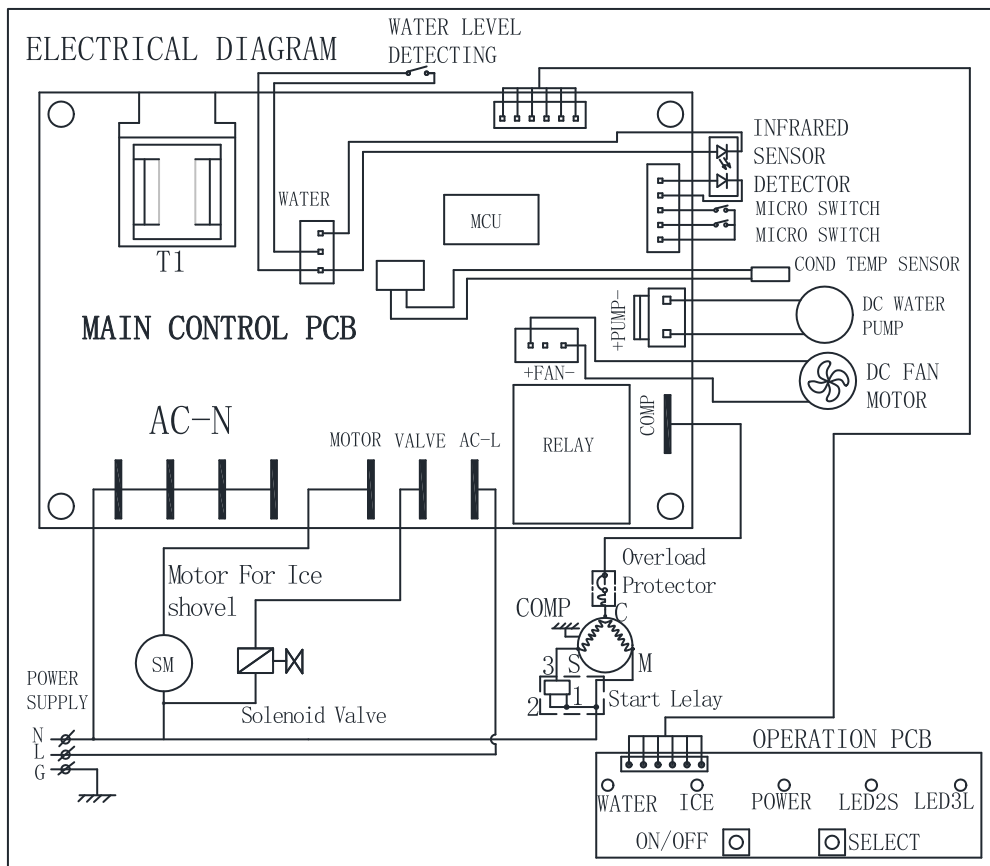 ELECTRICAL DIAGRAM
WATER LEVEL
DETECTING
INFRARED
SENSOR
DETECTOR
MICRO SWITCH
MICRO SWITCH
WATER
MCU
T1
COND TEMP SENSOR
MAIN CONTROL PCB
+PUMP-
DC WATER
PUMP
+FAN-
DC FAN
MOTOR
AC-N
MOTOR
VALVE
AC-L
RELAY
COMP
Overload
Protector
Motor For Ice
shovel
COMP
C
SM
3
S
M
2
1
Start Lelay
POWER
SUPPLY
Solenoid Valve
N
L
G
OPERATION PCB
WATER
ICE
POWER
LED2S
LED3L
ON/OFF
SELECT